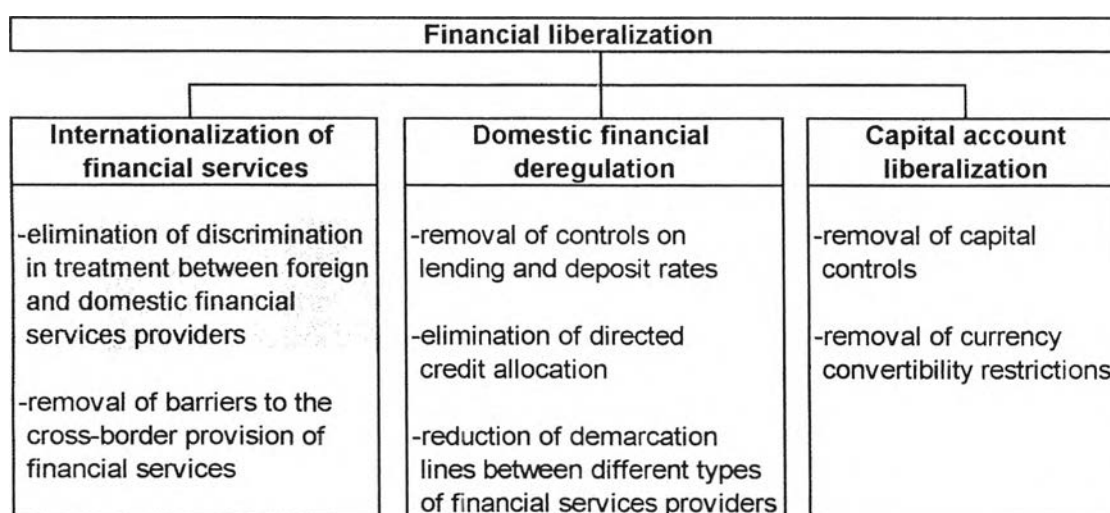 Financial liberalization
Internationalization of
financial services
-elimination of discrimination
in treatment between foreign
and domestic financial
services providers
-removal of barriers to the
cross-border provision of
financial services
Domestic financial
deregulation
-removal of controls on
lending and deposit rates
-elimination of directed
credit allocation
-reduction of demarcation
lines between different types
of financial services providers
Capital account
liberalization
-removal of capital
controls
-removal of currency
convertibility restrictions